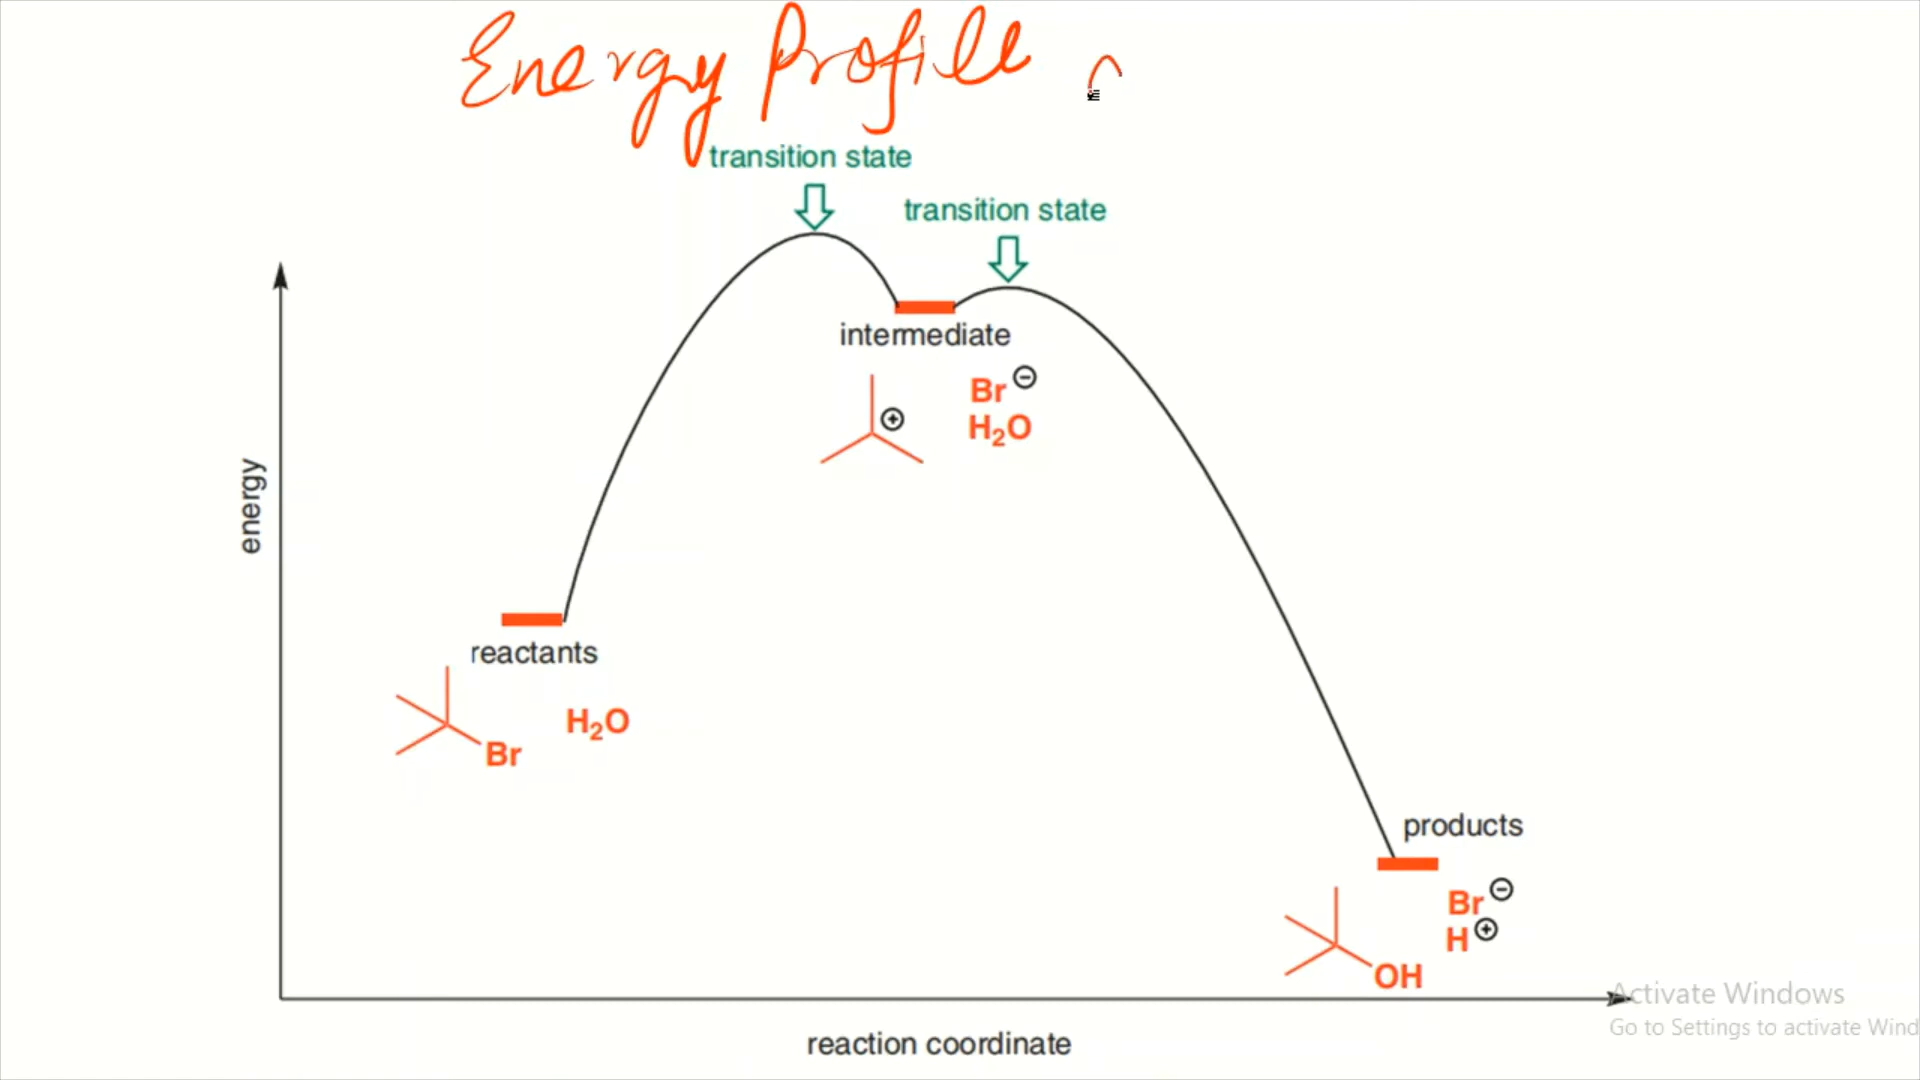 Energy Profile
transition state
transition state
intermediate
Br ⊖
⊕
H₂O
energy
reactants
H₂O
Br
products
Br ⊖
H ⊕
OH
Activate Windows
Go to Settings to activate Wind
reaction coordinate